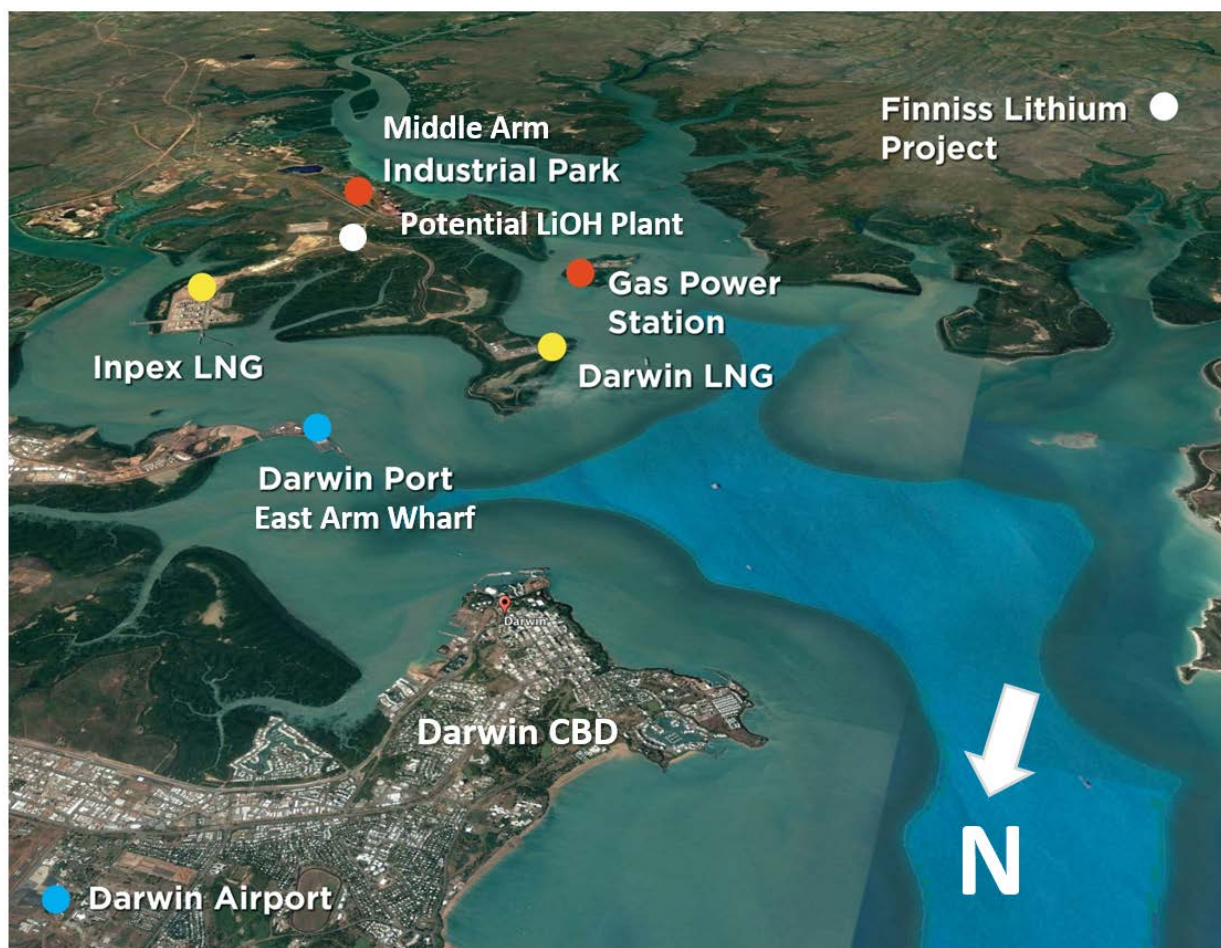 Finniss Lithium
Project
Middle Arm
Industrial Park
Potential LiOH Plant
Gas Power
Station
Inpex LNG
Darwin LNG
Darwin Port
East Arm Wharf
Darwin
Darwin CBD
N
Darwin Airport